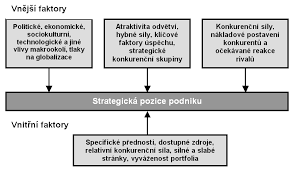 Vnější faktory
Politické, ekonomické,
sociokulturní,
technologické a jiné
vlivy makrookolí, tlaky
na globalizace
Atraktivita odvětví,
hybné síly, klíčové
faktory úspěchu,
strategické
konkurenční skupiny
Konkurenční síly,
nákladové postavení
konkurentů a
očekávané reakce
rivalů
Strategická pozice podniku
Vnitřní faktory
Specifické přednosti, dostupné zdroje,
relativní konkurenční síla, silné a slabé
stránky, vyváženost portfolia